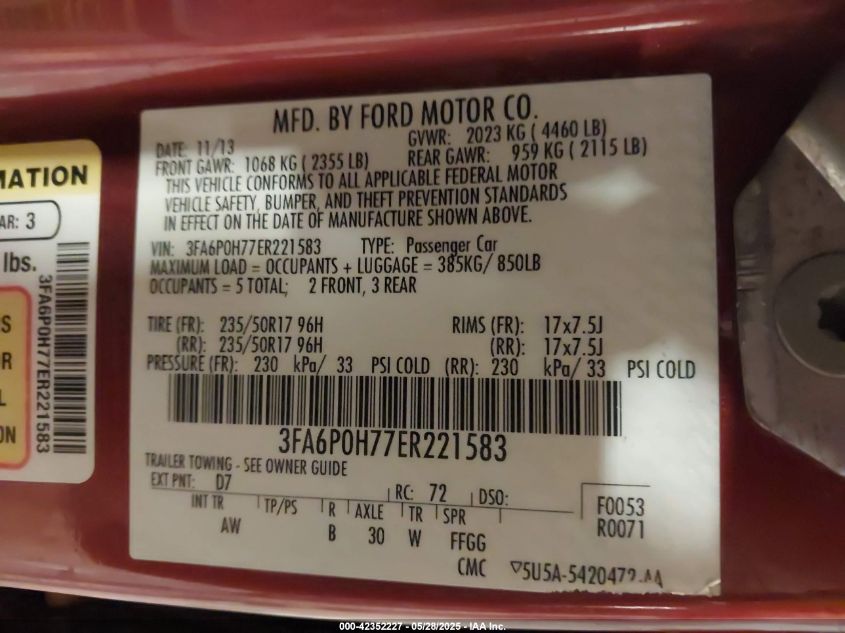 MFD. BY FORD MOTOR CO.
DATE: 11/13 GVWR: 2023 KG ( 4460 LB)
FRONT GAWR: 1068 KG ( 2355 LB) REAR GAWR: 959 KG ( 2115 LB)
THIS VEHICLE CONFORMS TO ALL APPLICABLE FEDERAL MOTOR
VEHICLE SAFETY, BUMPER, AND THEFT PREVENTION STANDARDS
IN EFFECT ON THE DATE OF MANUFACTURE SHOWN ABOVE.
VIN: 3FA6P0H77ER221583 TYPE: Passenger Car
MAXIMUM LOAD = OCCUPANTS + LUGGAGE = 385KG/ 850LB
OCCUPANTS = 5 TOTAL; 2 FRONT, 3 REAR
TIRE (FR): 235/50R17 96H RIMS (FR): 17x7.5J
(RR): 235/50R17 96H (RR): 17x7.5J
PRESSURE (FR): 230 kPa/ 33 PSI COLD (RR): 230 kPa/ 33 PSI COLD
3FA6P0H77ER221583
TRAILER TOWING - SEE OWNER GUIDE
EXT PNT: D7 RC: 72 DSO:
INT TR TP/PS R AXLE TR SPR F0053
AW B 30 W FFGG R0071
CMC ▽5U5A-5420472-AA
MATION
AR: 3
lbs.
3FA6P0H77ER221583
S
R
L
ON
000-42352227 - 05/28/2025 - IAA Inc.